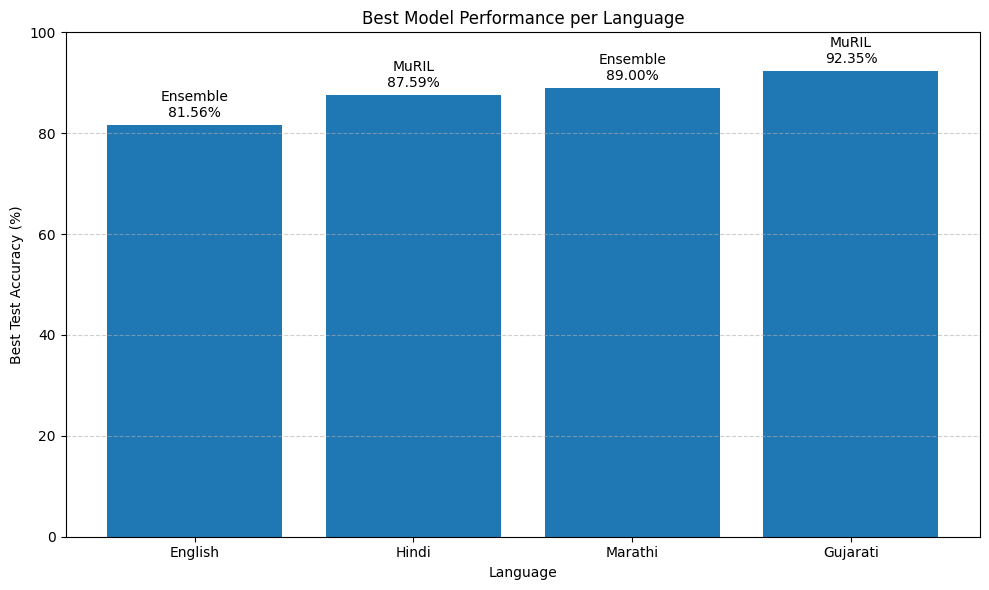 Best Model Performance per Language
Best Test Accuracy (%)
100
80
60
40
20
0
Ensemble
81.56%
MuRIL
87.59%
Ensemble
89.00%
MuRIL
92.35%
English
Hindi
Marathi
Gujarati
Language